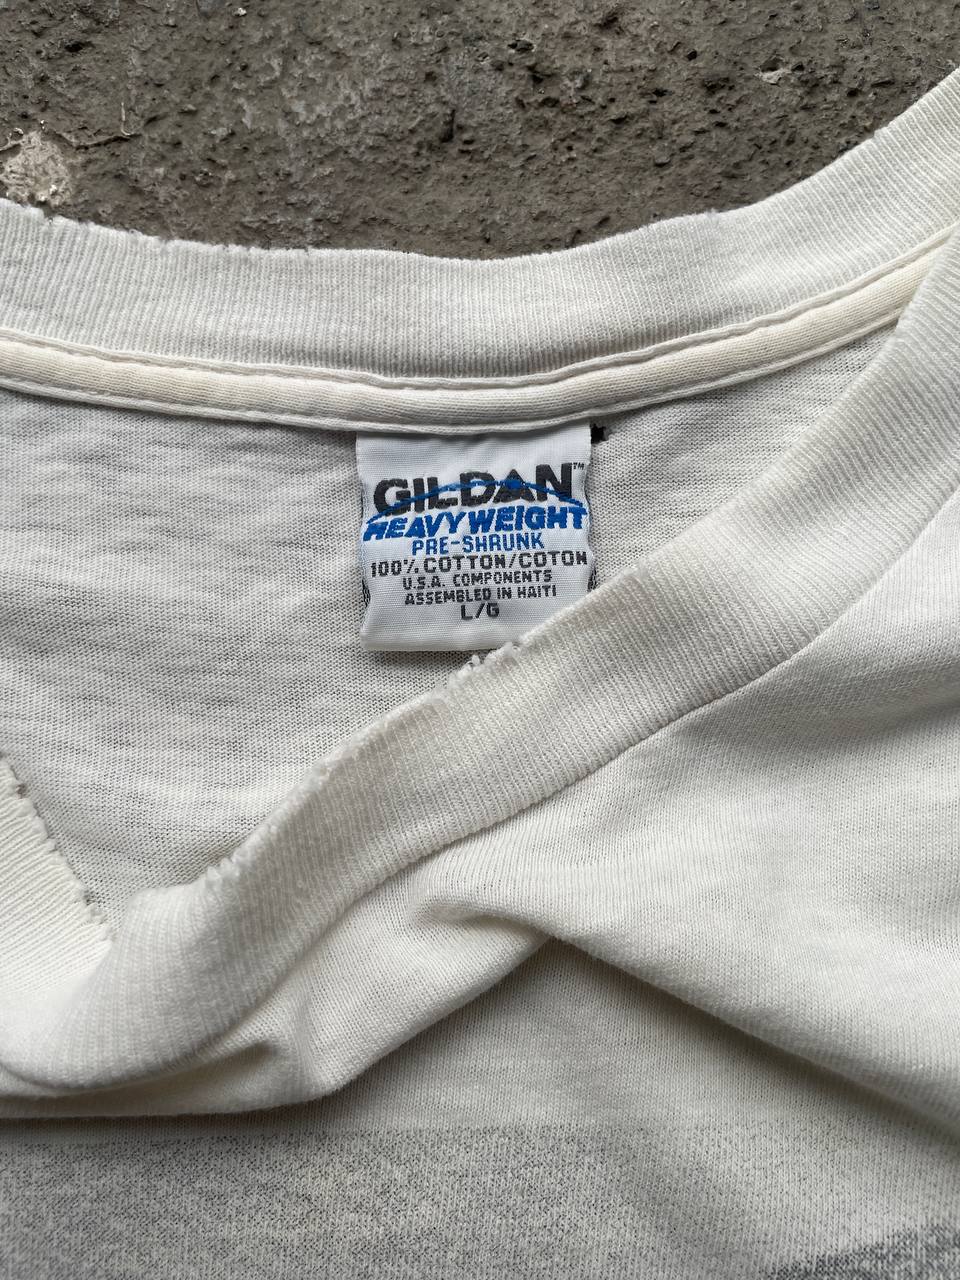 GILDAN™
HEAVYWEIGHT
PRE-SHRUNK
100% COTTON/COTON
U.S.A. COMPONENTS
ASSEMBLED IN HAITI
L/G